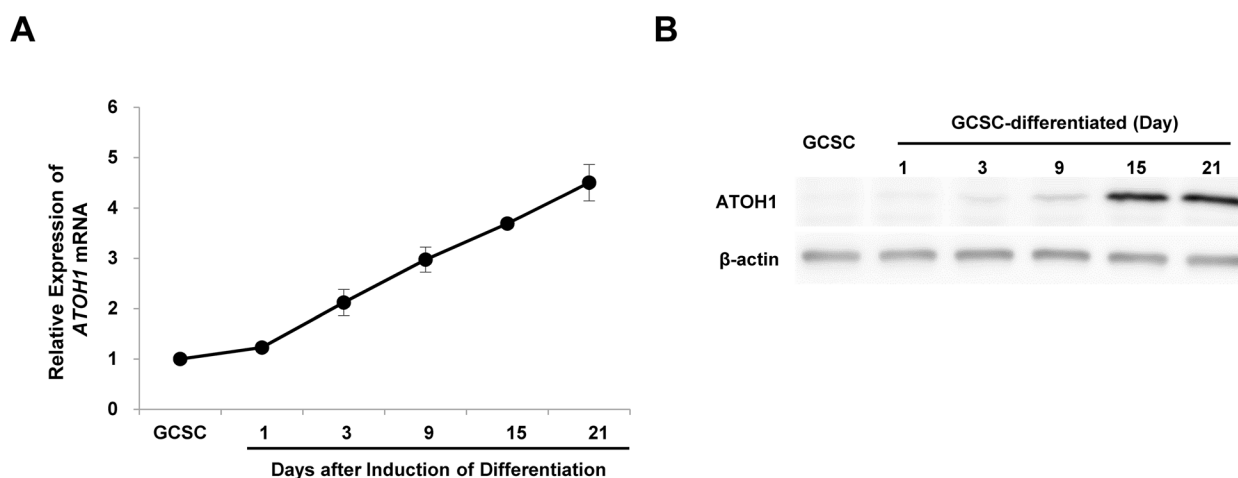 A
Relative Expression of
ATOH1 mRNA
6
5
4
3
2
1
0
GCSC 1 3 9 15 21
Days after Induction of Differentiation
B
GCSC-differentiated (Day)
GCSC
1 3 9 15 21
ATOH1
β-actin